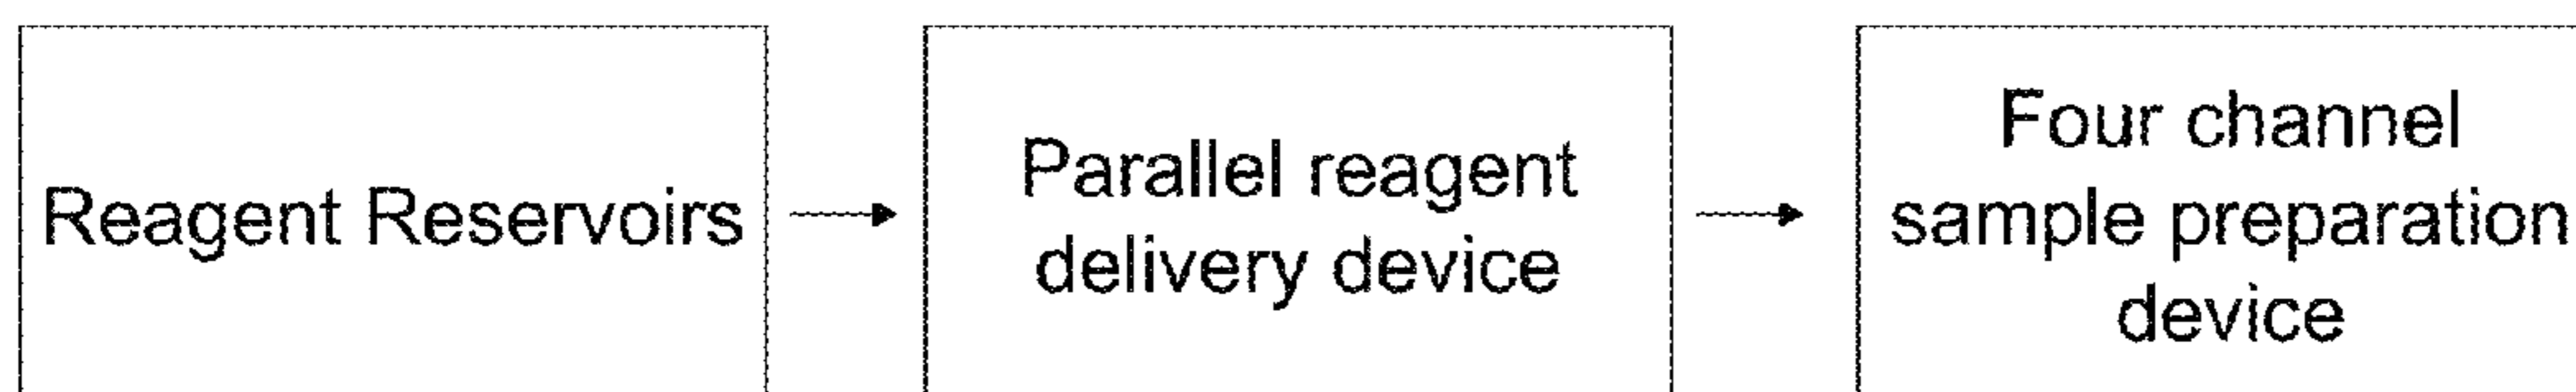 Reagent Reservoirs
Parallel reagent
delivery device
Four channel
sample preparation
device